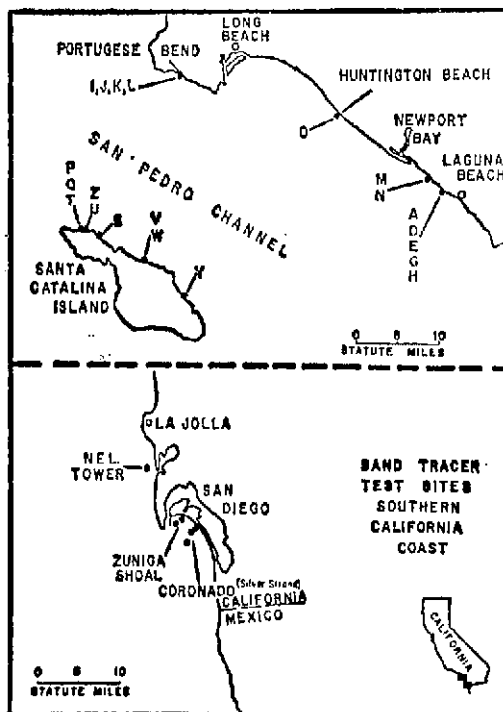 LONG
BEACH
PORTUGESE BEND
I,J,K,L
HUNTINGTON BEACH
O
NEWPORT
BAY
LAGUNA
BEACH
M
N
A
D
E
G
H
SAN PEDRO CHANNEL
P
Q
T
Z
U
S
V
W
Y
SANTA
CATALINA
ISLAND
0 5 10
STATUTE MILES
LA JOLLA
NEL
TOWER
SAN
DIEGO
ZUNIGA
SHOAL
CORONADO (Silver Strand)
CALIFORNIA
MEXICO
SAND TRACER
TEST SITES
SOUTHERN
CALIFORNIA
COAST
CALIFORNIA
0 5 10
STATUTE MILES